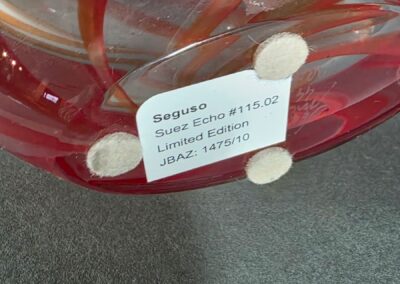 Seguso
Suez Echo #115.02
Limited Edition
JBAZ: 1475/10